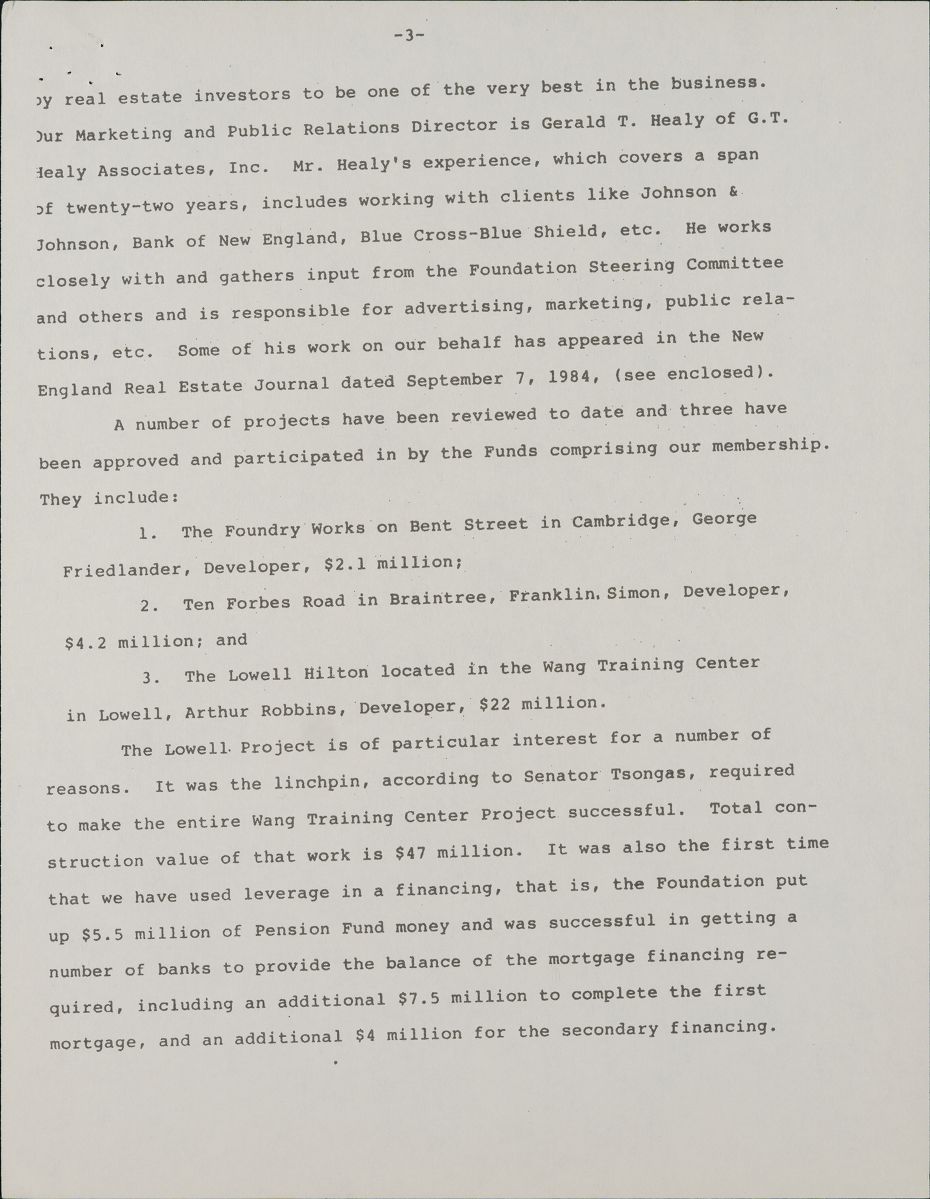 -3-
by real estate investors to be one of the very best in the business.
Our Marketing and Public Relations Director is Gerald T. Healy of G.T.
Healy Associates, Inc.  Mr. Healy's experience, which covers a span
of twenty-two years, includes working with clients like Johnson &
Johnson, Bank of New England, Blue Cross-Blue Shield, etc.  He works
closely with and gathers input from the Foundation Steering Committee
and others and is responsible for advertising, marketing, public rela-
tions, etc.  Some of his work on our behalf has appeared in the New
England Real Estate Journal dated September 7, 1984, (see enclosed).
A number of projects have been reviewed to date and three have
been approved and participated in by the Funds comprising our membership.
They include:
1.  The Foundry Works on Bent Street in Cambridge, George
Friedlander, Developer, $2.1 million;
2.  Ten Forbes Road in Braintree, Franklin Simon, Developer,
$4.2 million; and
3.  The Lowell Hilton located in the Wang Training Center
in Lowell, Arthur Robbins, Developer, $22 million.
The Lowell Project is of particular interest for a number of
reasons.  It was the linchpin, according to Senator Tsongas, required
to make the entire Wang Training Center Project successful.  Total con-
struction value of that work is $47 million.  It was also the first time
that we have used leverage in a financing, that is, the Foundation put
up $5.5 million of Pension Fund money and was successful in getting a
number of banks to provide the balance of the mortgage financing re-
quired, including an additional $7.5 million to complete the first
mortgage, and an additional $4 million for the secondary financing.